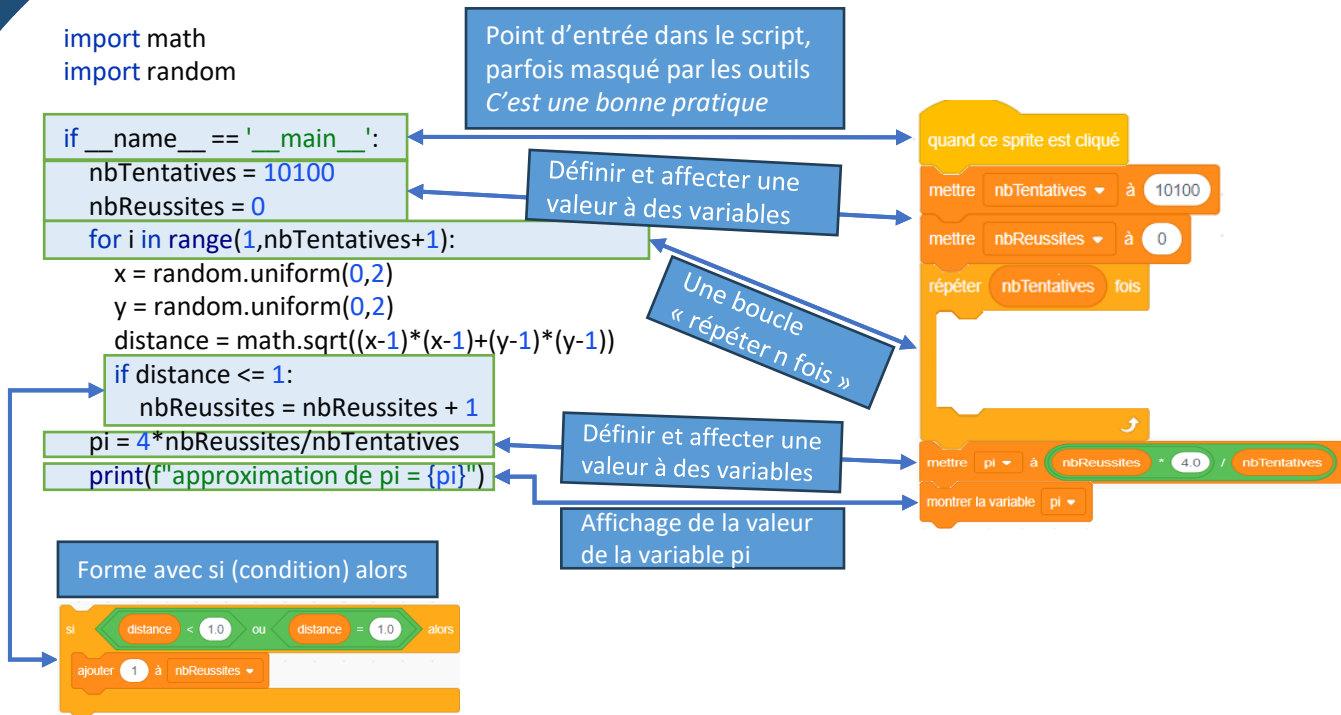 import math
import random
if __name__ == '__main__':
nbTentatives = 10100
nbReussites = 0
for i in range(1,nbTentatives+1):
x = random.uniform(0,2)
y = random.uniform(0,2)
distance = math.sqrt((x-1)*(x-1)+(y-1)*(y-1))
if distance <= 1:
nbReussites = nbReussites + 1
pi = 4*nbReussites/nbTentatives
print(f"approximation de pi = {pi}")
Point d’entrée dans le script,
parfois masqué par les outils
C’est une bonne pratique
Définir et affecter une
valeur à des variables
Une boucle
« répéter n fois »
Définir et affecter une
valeur à des variables
Affichage de la valeur
de la variable pi
quand ce sprite est cliqué
mettre nbTentatives à 10100
mettre nbReussites à 0
répéter nbTentatives fois
mettre pi à nbReussites * 4.0 / nbTentatives
montrer la variable pi
Forme avec si (condition) alors
si distance < 1.0 ou distance = 1.0 alors
ajouter 1 à nbReussites